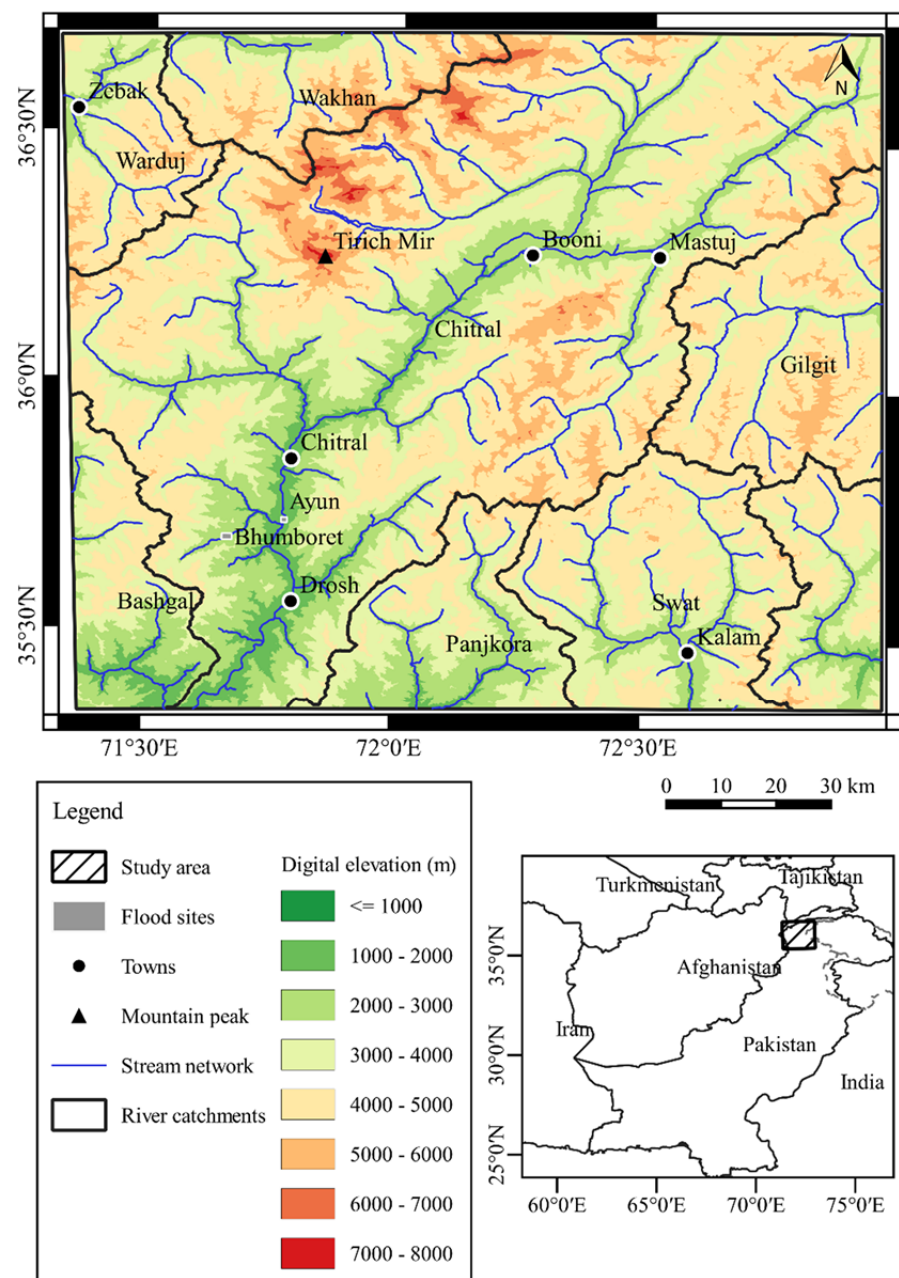 Zebak
Wakhan
N
36°30'N
Warduj
Tirich Mir
Booni
Mastuj
Chitral
36°0'N
Gilgit
Chitral
Ayun
Bhumboret
Drosh
Bashgal
Swat
35°30'N
Panjkora
Kalam
71°30'E
72°0'E
72°30'E
0 10 20 30 km
Legend
Study area
Flood sites
Towns
Mountain peak
Stream network
River catchments
Digital elevation (m)
<= 1000
1000 - 2000
2000 - 3000
3000 - 4000
4000 - 5000
5000 - 6000
6000 - 7000
7000 - 8000
Turkmenistan
Tajikistan
35°0'N
Afghanistan
Iran
Pakistan
30°0'N
India
25°0'N
60°0'E
65°0'E
70°0'E
75°0'E